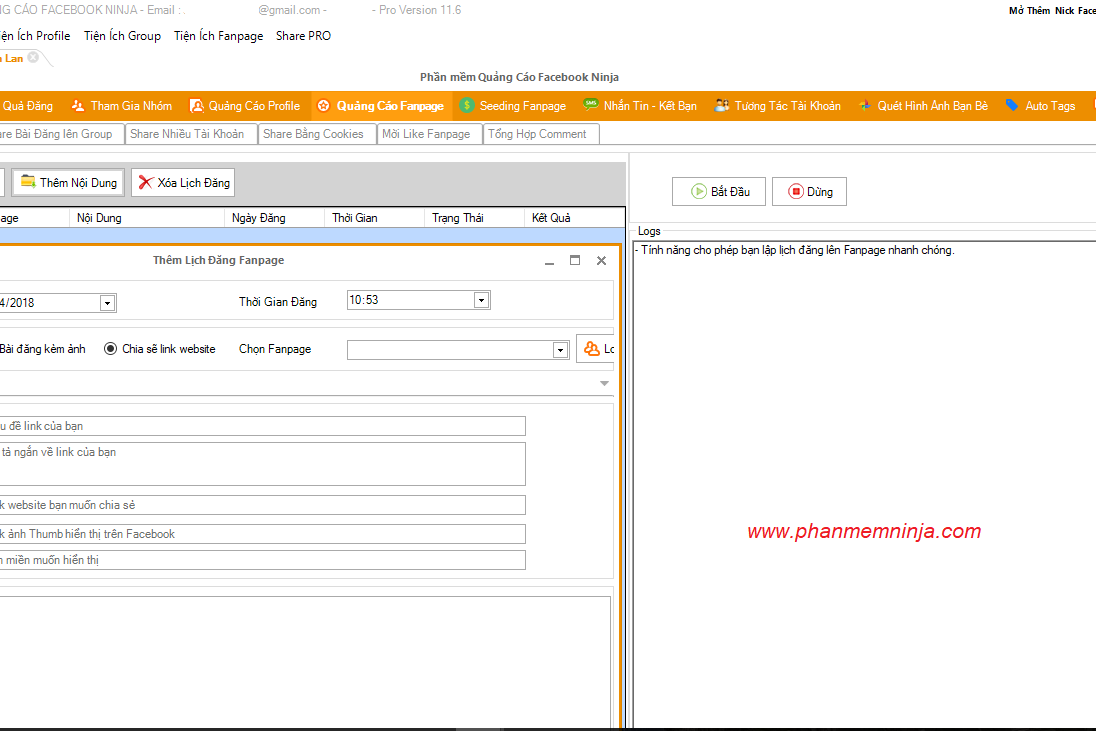 NG CÁO FACEBOOK NINJA - Email : . @gmail.com - - Pro Version 11.6
Mở Thêm Nick Face
ện Ích Profile Tiện Ích Group Tiện Ích Fanpage Share PRO
Lan
Phần mềm Quảng Cáo Facebook Ninja
Quả Đăng Tham Gia Nhóm Quảng Cáo Profile Quảng Cáo Fanpage Seeding Fanpage Nhắn Tin - Kết Bạn Tương Tác Tài Khoản Quét Hình Ảnh Bạn Bè Auto Tags
are Bài Đăng lên Group Share Nhiều Tài Khoản Share Bằng Cookies Mời Like Fanpage Tổng Hợp Comment
Thêm Nội Dung Xóa Lịch Đăng
Bắt Đầu Dừng
age Nội Dung Ngày Đăng Thời Gian Trạng Thái Kết Quả
Logs
- Tính năng cho phép bạn lập lịch đăng lên Fanpage nhanh chóng.
Thêm Lịch Đăng Fanpage
4/2018 Thời Gian Đăng 10:53
Bài đăng kèm ảnh Chia sẽ link website Chọn Fanpage Lo
u đề link của bạn
tả ngắn về link của bạn
k website bạn muốn chia sẻ
k ảnh Thumb hiển thị trên Facebook
n miền muốn hiển thị
www.phanmemninja.com